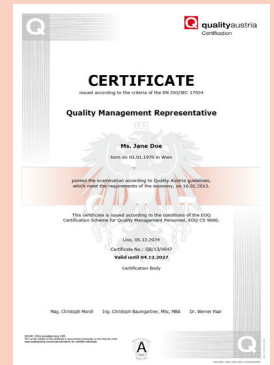 qualityaustria
Certification
CERTIFICATE
issued according to the criteria of the EN ISO/IEC 17024
Quality Management Representative
Ms. Jane Doe
born on 01.01.1970 in Wien
passed the examination according to Quality Austria guidelines,
which meet the requirements of the economy, on 16.02.2013.
This certificate is issued according to the conditions of the EOQ
Certification Scheme for Quality Management Personnel, EOQ CS 9000.
Linz, 05.12.2024
Certificate No.: QB/13/0047
Valid until 04.12.2027
Certification Body
Mag. Christoph Mondl Ing. Christoph Baumgartner, MSc, MBA Dr. Werner Paar